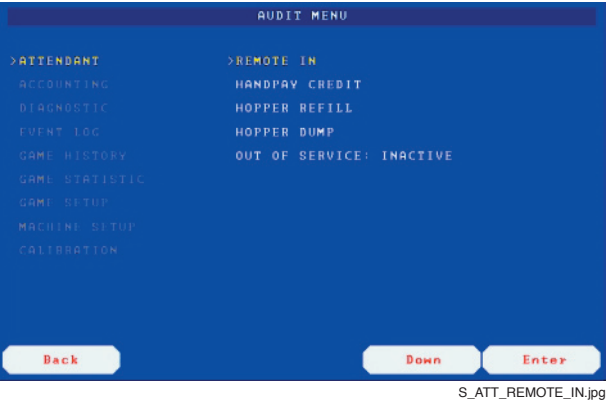 AUDIT MENU
>ATTENDANT
ACCOUNTING
DIAGNOSTIC
EVENT LOG
GAME HISTORY
GAME STATISTIC
GAME SETUP
MACHINE SETUP
CALIBRATION
>REMOTE IN
HANDPAY CREDIT
HOPPER REFILL
HOPPER DUMP
OUT OF SERVICE: INACTIVE
Back
Down
Enter
S_ATT_REMOTE_IN.jpg